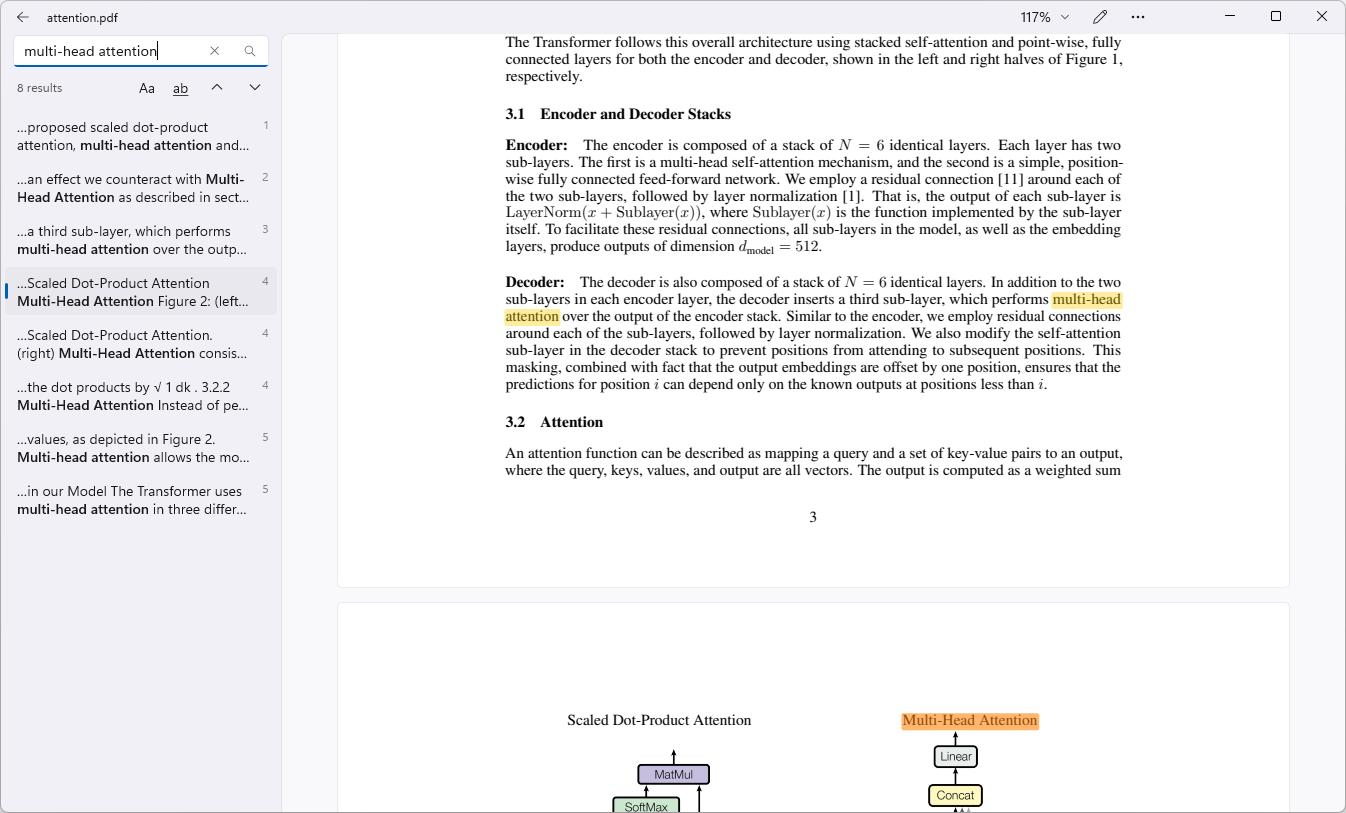 attention.pdf
117%
multi-head attention
8 results
Aa
ab
...proposed scaled dot-product
1
attention, multi-head attention and...
...an effect we counteract with Multi-
2
Head Attention as described in sect...
...a third sub-layer, which performs
3
multi-head attention over the outp...
...Scaled Dot-Product Attention
4
Multi-Head Attention Figure 2: (left...
...Scaled Dot-Product Attention.
4
(right) Multi-Head Attention consis...
...the dot products by √ 1 dk . 3.2.2
4
Multi-Head Attention Instead of pe...
...values, as depicted in Figure 2.
5
Multi-head attention allows the mo...
...in our Model The Transformer uses
5
multi-head attention in three differ...
The Transformer follows this overall architecture using stacked self-attention and point-wise, fully
connected layers for both the encoder and decoder, shown in the left and right halves of Figure 1,
respectively.
3.1 Encoder and Decoder Stacks
Encoder: The encoder is composed of a stack of N = 6 identical layers. Each layer has two
sub-layers. The first is a multi-head self-attention mechanism, and the second is a simple, position-
wise fully connected feed-forward network. We employ a residual connection [11] around each of
the two sub-layers, followed by layer normalization [1]. That is, the output of each sub-layer is
LayerNorm(x + Sublayer(x)), where Sublayer(x) is the function implemented by the sub-layer
itself. To facilitate these residual connections, all sub-layers in the model, as well as the embedding
layers, produce outputs of dimension dmodel = 512.
Decoder: The decoder is also composed of a stack of N = 6 identical layers. In addition to the two
sub-layers in each encoder layer, the decoder inserts a third sub-layer, which performs multi-head
attention over the output of the encoder stack. Similar to the encoder, we employ residual connections
around each of the sub-layers, followed by layer normalization. We also modify the self-attention
sub-layer in the decoder stack to prevent positions from attending to subsequent positions. This
masking, combined with fact that the output embeddings are offset by one position, ensures that the
predictions for position i can depend only on the known outputs at positions less than i.
3.2 Attention
An attention function can be described as mapping a query and a set of key-value pairs to an output,
where the query, keys, values, and output are all vectors. The output is computed as a weighted sum
3
Scaled Dot-Product Attention
Multi-Head Attention
Linear
MatMul
Concat
SoftMax